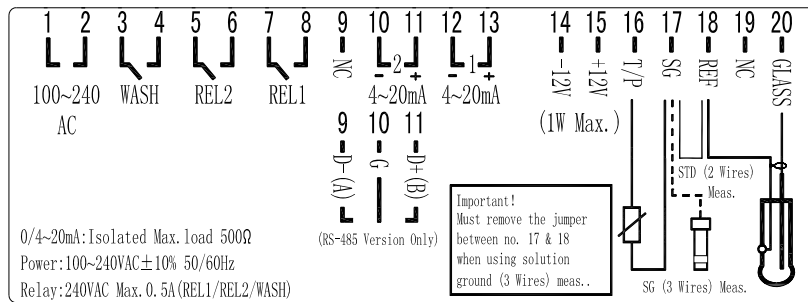 1 2 3 4 5 6 7 8 9 10 11 12 13 14 15 16 17 18 19 20
100~240
AC
WASH
REL2
REL1
NC
- 2 +
4~20mA
- 1 +
4~20mA
-12V
+12V
(1W Max.)
T/P
SG
REF
NC
GLASS
9 10 11
D-(A)
G
D+(B)
(RS-485 Version Only)
STD (2 Wires)
Meas.
SG (3 Wires) Meas.
Important!
Must remove the jumper
between no. 17 & 18
when using solution
ground (3 Wires) meas..
0/4~20mA:Isolated Max. load 500Ω
Power:100~240VAC±10% 50/60Hz
Relay:240VAC Max. 0.5A(REL1/REL2/WASH)